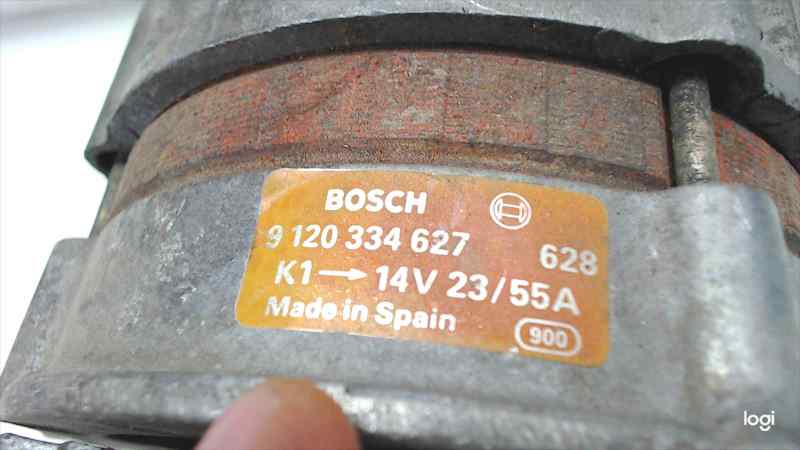 BOSCH
9 120 334 627 628
K1→14V 23/55A
Made in Spain 900
logi